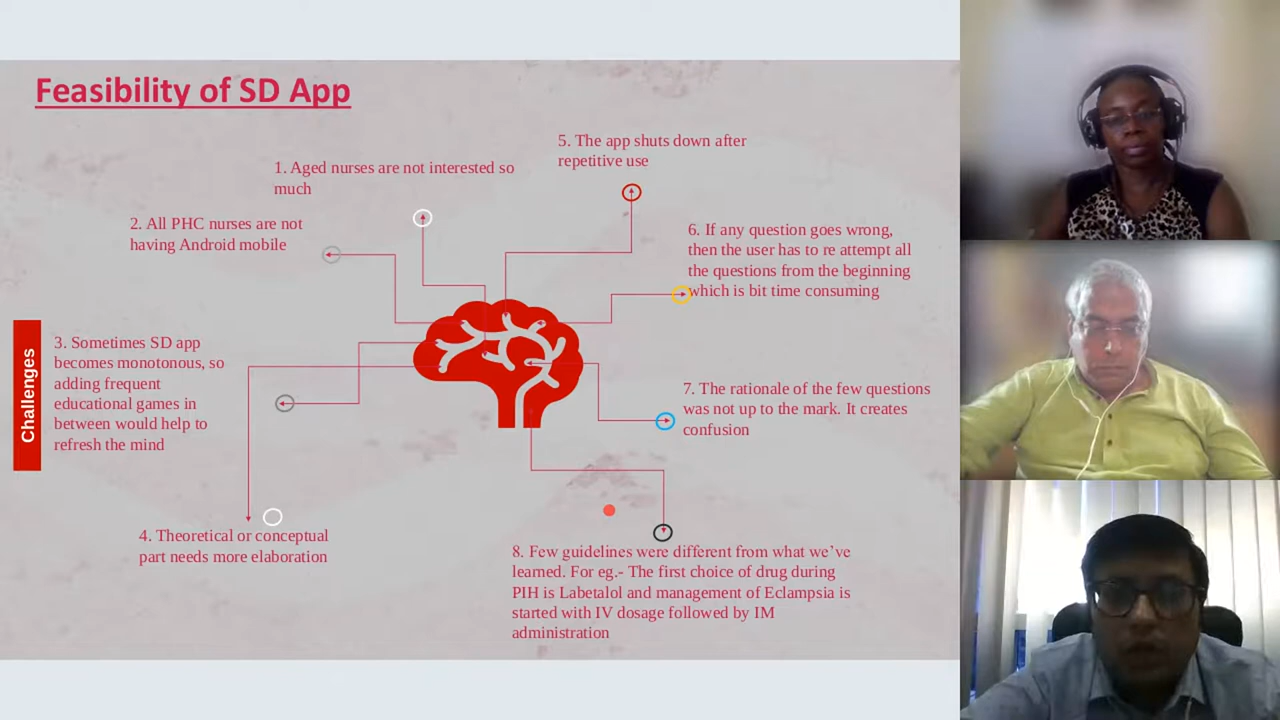 Feasibility of SD App
1. Aged nurses are not interested so
much
2. All PHC nurses are not
having Android mobile
Challenges
3. Sometimes SD app
becomes monotonous, so
adding frequent
educational games in
between would help to
refresh the mind
4. Theoretical or conceptual
part needs more elaboration
5. The app shuts down after
repetitive use
6. If any question goes wrong,
then the user has to re attempt all
the questions from the beginning
which is bit time consuming
7. The rationale of the few questions
was not up to the mark. It creates
confusion
8. Few guidelines were different from what we’ve
learned. For eg.- The first choice of drug during
PIH is Labetalol and management of Eclampsia is
started with IV dosage followed by IM
administration